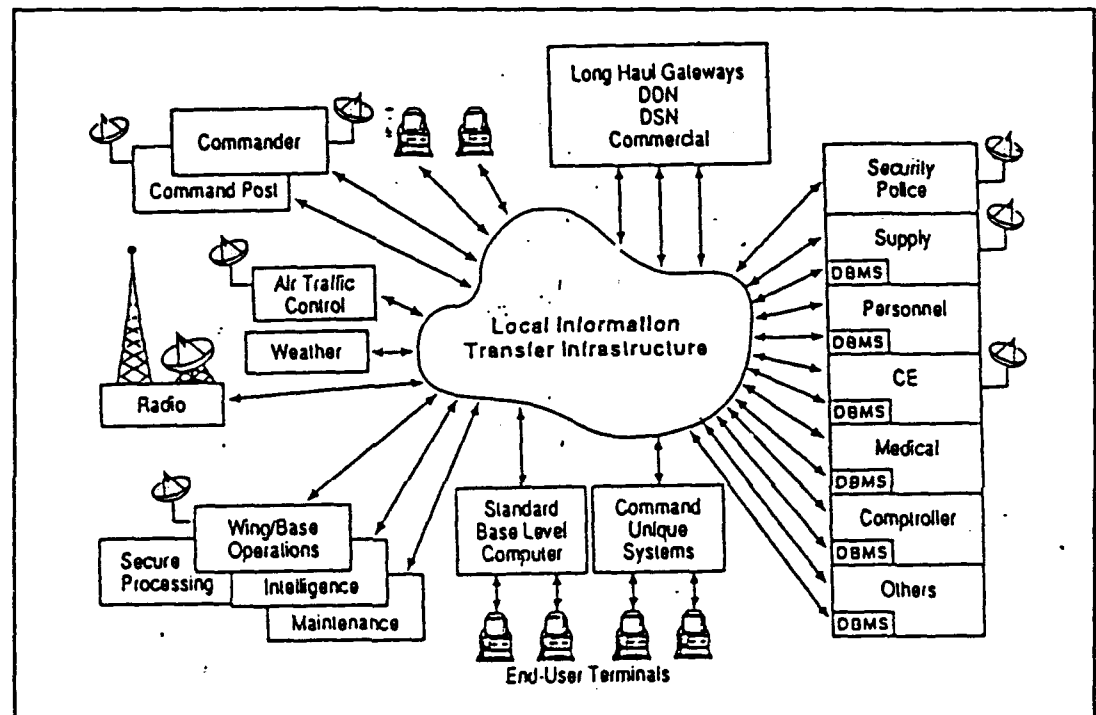 Long Haul Gateways
DDN
DSN
Commercial
Commander
Command Post
Security
Police
Supply
DBMS
Air Traffic
Control
Personnel
DBMS
Local Information
Transfer Infrastructure
Weather
CE
DBMS
Radio
Medical
DBMS
Standard
Base Level
Computer
Command
Unique
Systems
Wing/Base
Operations
Secure
Processing
Intelligence
Maintenance
Comptroller
DBMS
Others
DBMS
End-User Terminals